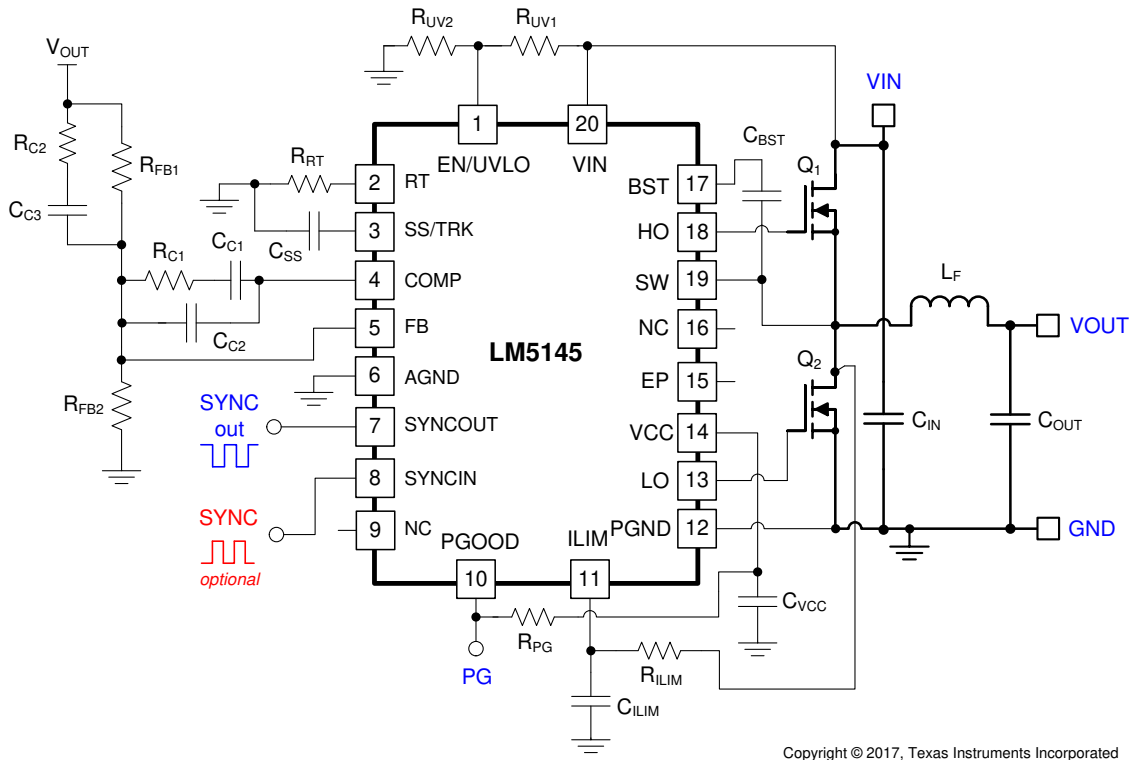 RUV2
RUV1
VOUT
VIN
1
20
CBST
RC2
RRT
EN/UVLO
VIN
Q1
RFB1
2
RT
BST
17
CC3
3
SS/TRK
HO
18
CSS
RC1
CC1
LF
4
COMP
SW
19
5
FB
NC
16
VOUT
CC2
LM5145
Q2
6
AGND
EP
15
RFB2
SYNC
out
7
SYNCOUT
VCC
14
CIN
COUT
8
SYNCIN
LO
13
SYNC
optional
9
NC
PGOOD
ILIM
PGND
12
GND
10
11
CVCC
RPG
PG
RILIM
CILIM
Copyright © 2017, Texas Instruments Incorporated